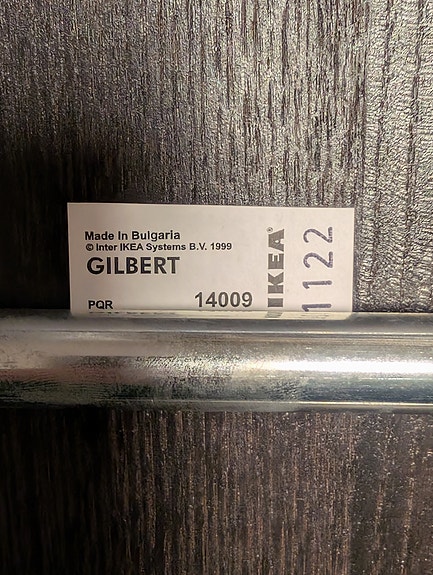 Made In Bulgaria
© Inter IKEA Systems B.V. 1999
GILBERT
PQR 14009
IKEA®
1122